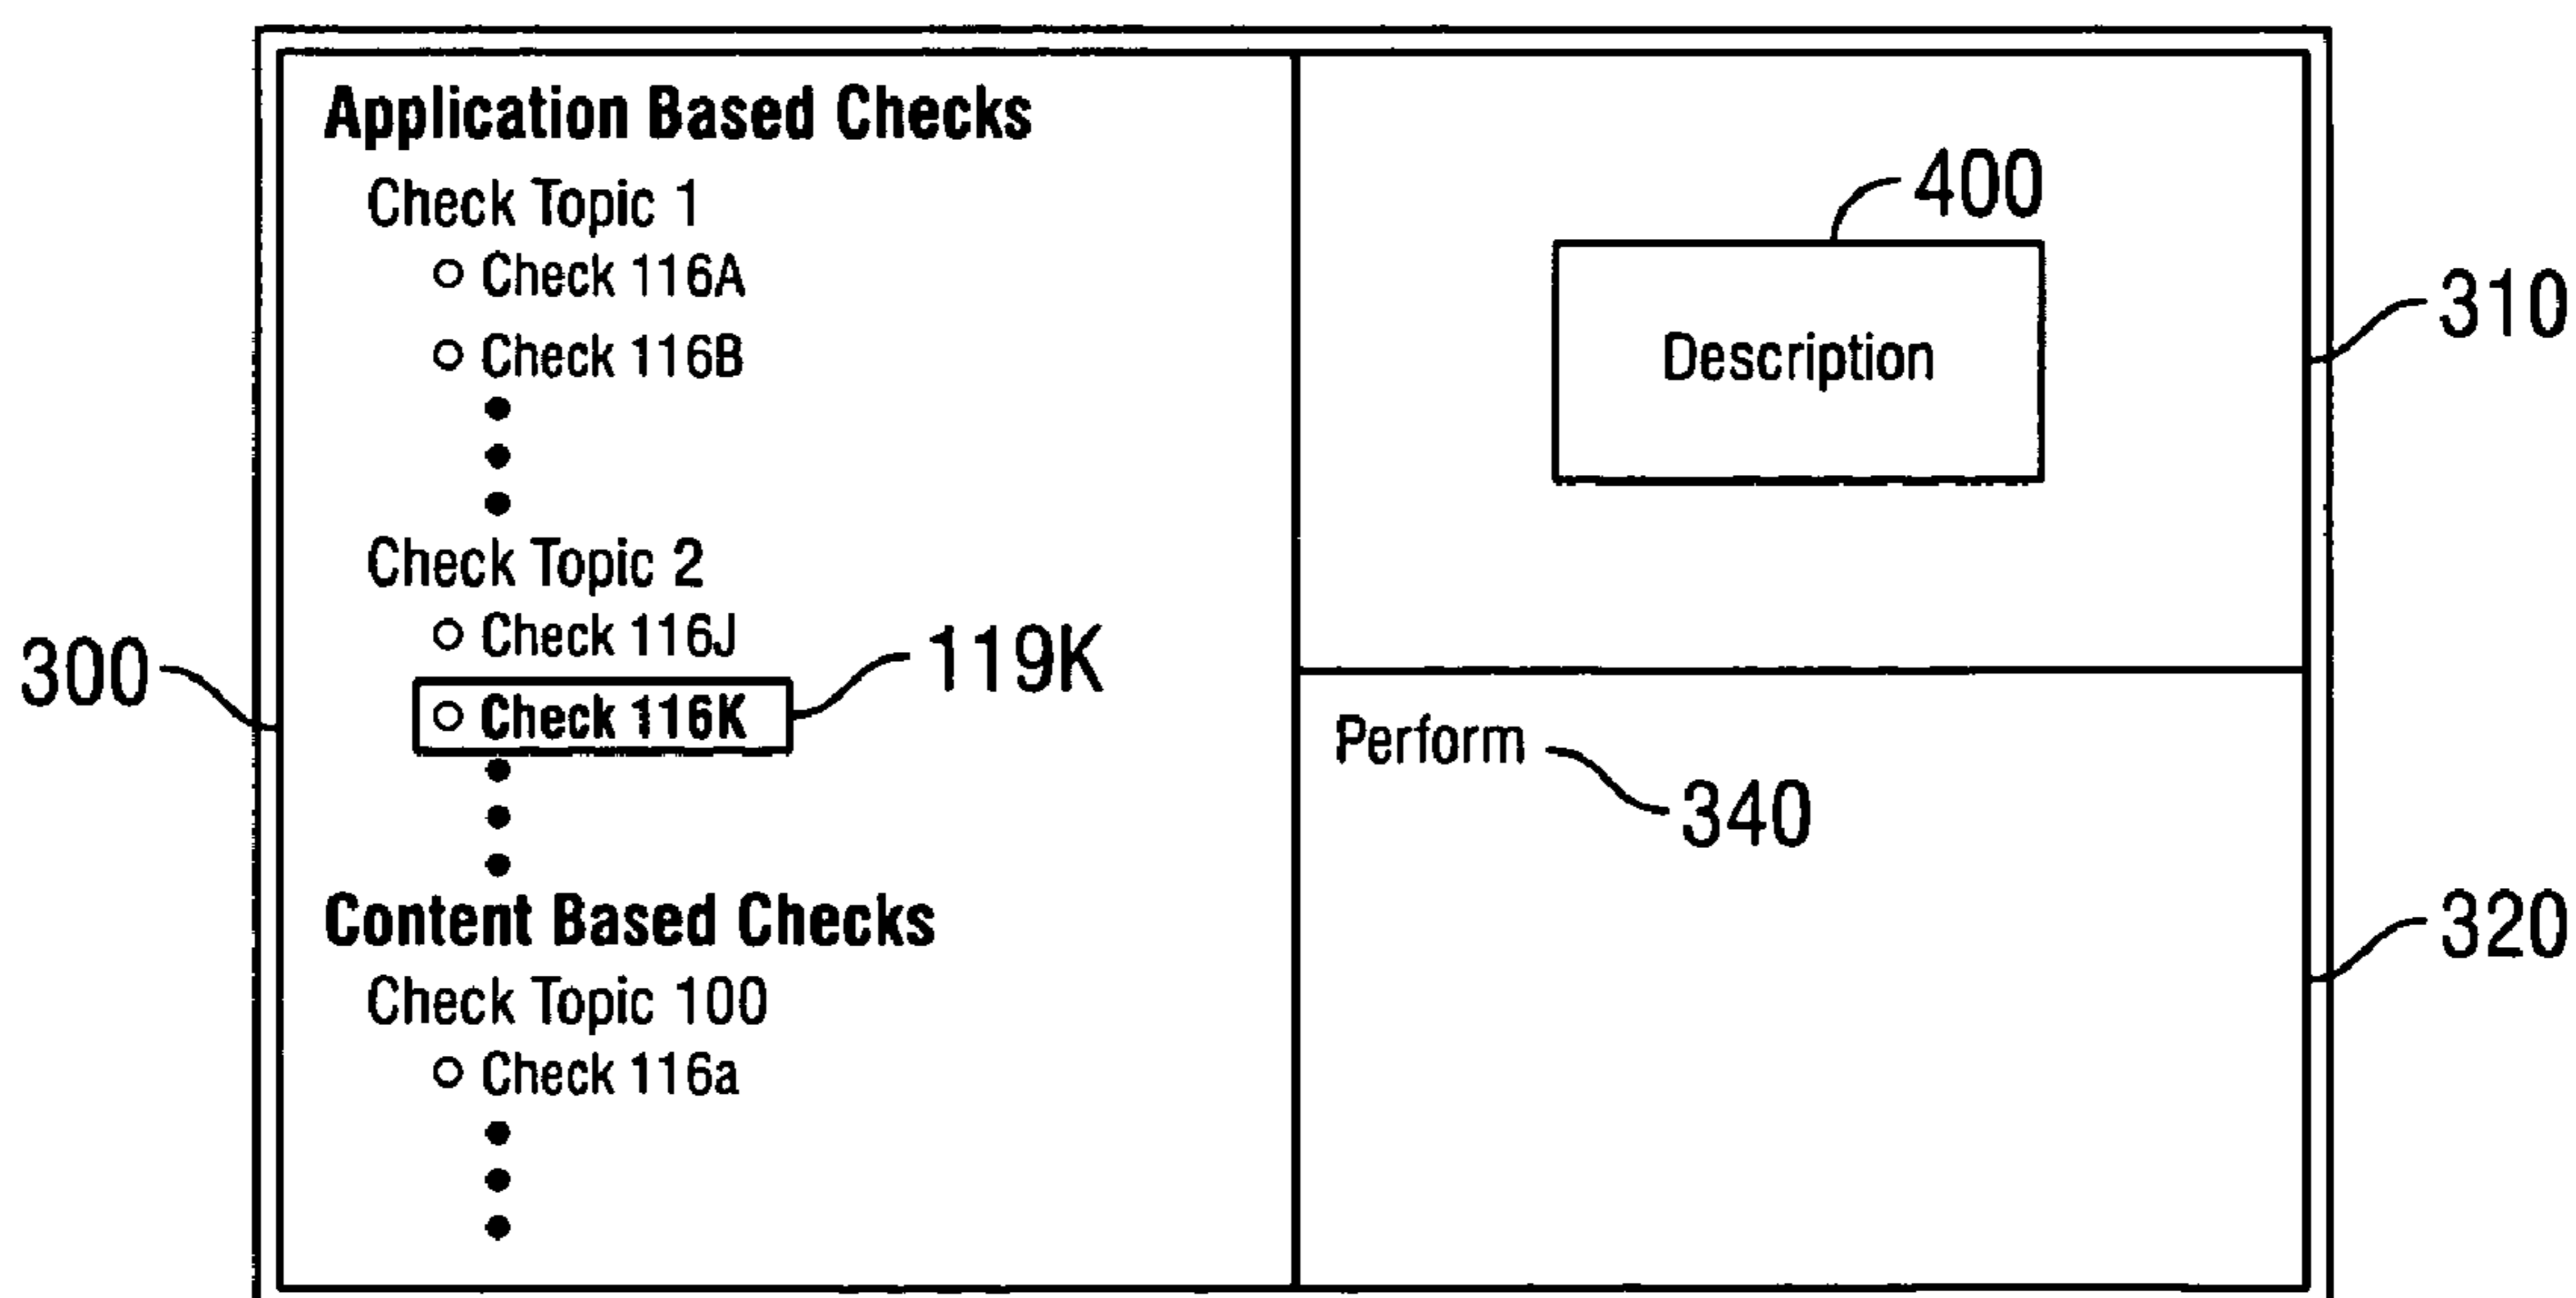 Application Based Checks
Check Topic 1
Check 116A
Check 116B
Check Topic 2
Check 116J
Check 116K
119K
300
Content Based Checks
Check Topic 100
Check 116a
400
Description
310
Perform
340
320